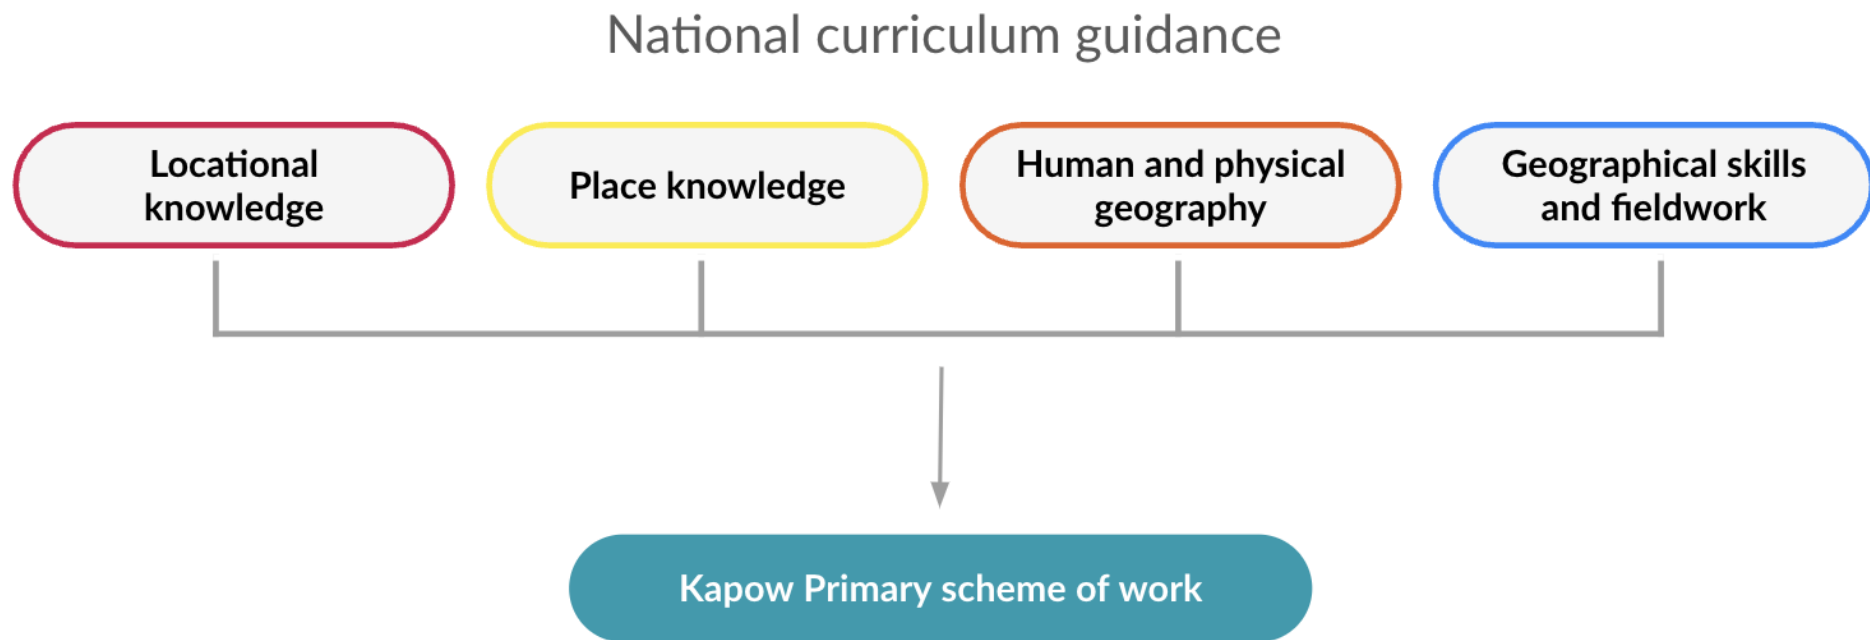 National curriculum guidance
Locational
knowledge
Place knowledge
Human and physical
geography
Geographical skills
and fieldwork
Kapow Primary scheme of work